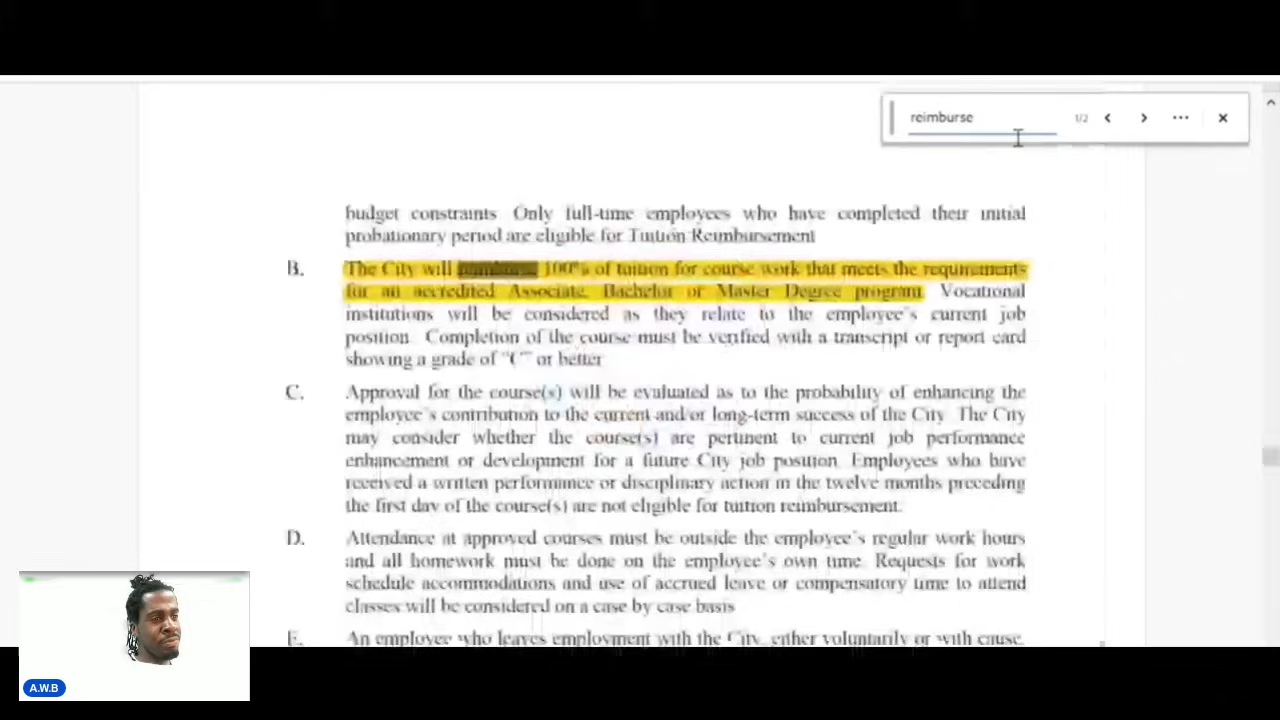 reimburse 1/2
budget constraints. Only full-time employees who have completed their initial
probationary period are eligible for Tuition Reimbursement
B. The City will 100% of tuition for course work that meets the requirements
for an accredited Associate, Bachelor or Master Degree program. Vocational
institutions will be considered as they relate to the employee's current job
position. Completion of the course must be verified with a transcript or report card
showing a grade of "C" or better
C. Approval for the course(s) will be evaluated as to the probability of enhancing the
employee's contribution to the current and/or long-term success of the City. The City
may consider whether the course(s) are pertinent to current job performance
enhancement or development for a future City job position. Employees who have
received a written performance or disciplinary action in the twelve months preceding
the first day of the course(s) are not eligible for tuition reimbursement.
D. Attendance at approved courses must be outside the employee's regular work hours
and all homework must be done on the employee's own time. Requests for work
schedule accommodations and use of accrued leave or compensatory time to attend
classes will be considered on a case by case basis
E. An employee who leaves employment with the City, either voluntarily or with cause,
A.W.B